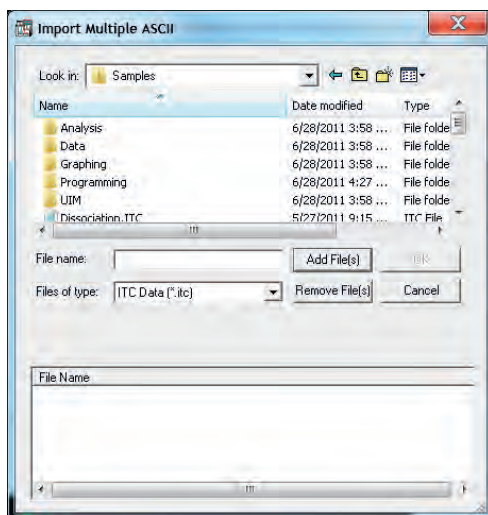 Import Multiple ASCII
Look in: Samples
Name Date modified Type
Analysis 6/28/2011 3:58 ... File folde
Data 6/28/2011 3:58 ... File folde
Graphing 6/28/2011 3:58 ... File folde
Programming 6/28/2011 4:27 ... File folde
UIM 6/28/2011 3:58 ... File folde
Dissociation.ITC 5/27/2011 9:15 ... ITC File
File name: Add File(s) OK
Files of type: ITC Data (*.itc) Remove File(s) Cancel
File Name